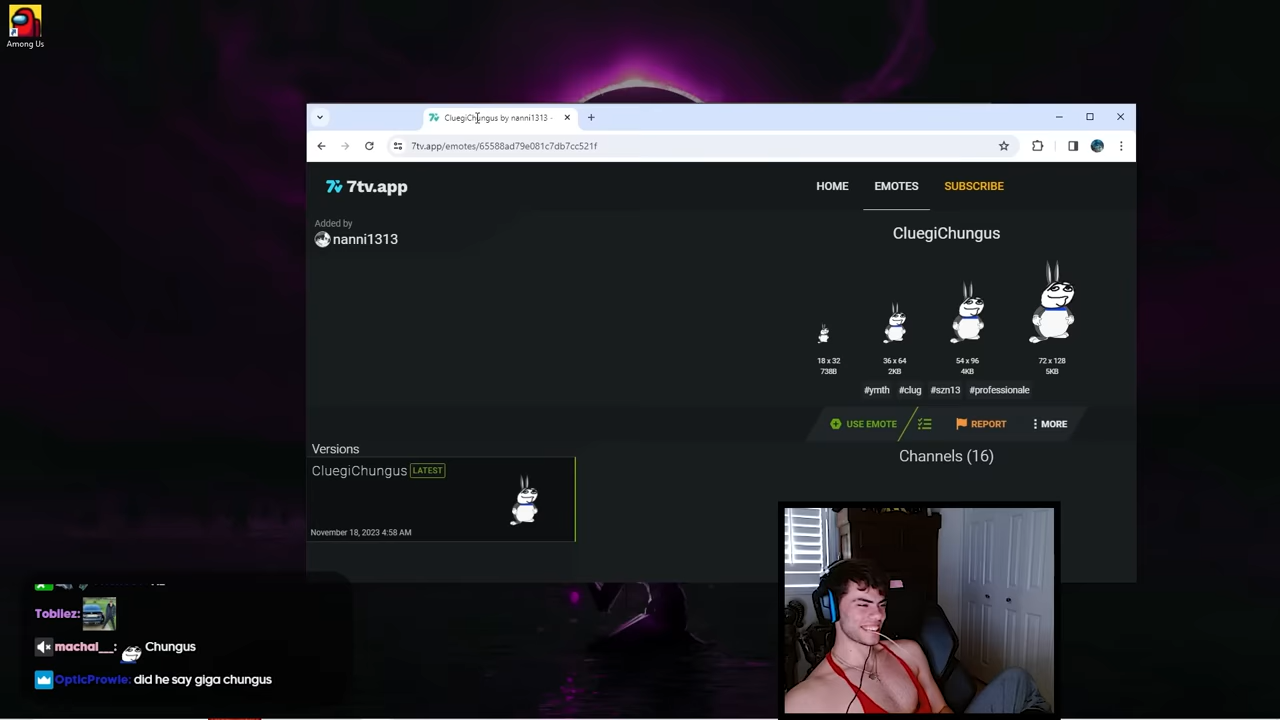 Among Us
CluegiChungus by nanni1313 -
7tv.app/emotes/65588ad79e081c7db7cc521f
7tv.app
HOME
EMOTES
SUBSCRIBE
Added by
nanni1313
CluegiChungus
18 x 32
738B
36 x 64
2KB
54 x 96
4KB
72 x 128
5KB
#ymth #clug #szn13 #professionale
USE EMOTE
REPORT
MORE
Versions
CluegiChungus LATEST
November 18, 2023 4:58 AM
Channels (16)
Tobliez:
machal__: Chungus
OpticProwle: did he say giga chungus